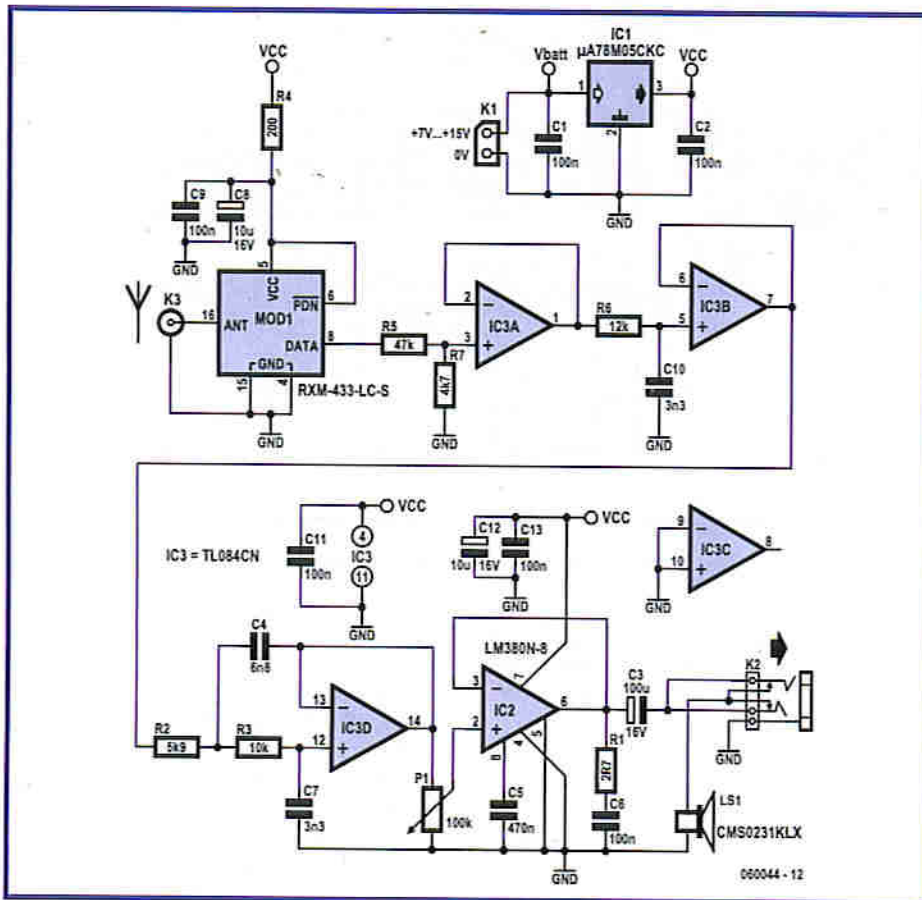 VCC
R4
200
C9
100n
C8
10u
16V
GND
K3
16
ANT
5
VCC
PDN
6
MOD1
DATA
8
GND
15
4
RXM-433-LC-S
GND
IC1
µA78M05CKC
Vbatt
VCC
1
3
2
K1
+7V...+15V
0V
C1
100n
C2
100n
GND
R5
47k
R7
4k7
GND
2
3
IC3A
1
R6
12k
C10
3n3
GND
6
5
IC3B
7
IC3 = TL084CN
C11
100n
4
IC3
11
VCC
GND
C12
10u
16V
C13
100n
VCC
GND
9
10
IC3C
8
GND
R2
5k9
C4
6n8
R3
10k
C7
3n3
13
12
IC3D
14
P1
100k
LM380N-8
3
2
IC2
7
6
8
4
5
C5
470n
R1
2R7
C6
100n
GND
C3
100u
16V
K2
GND
LS1
CMS0231KLX
060044 - 12